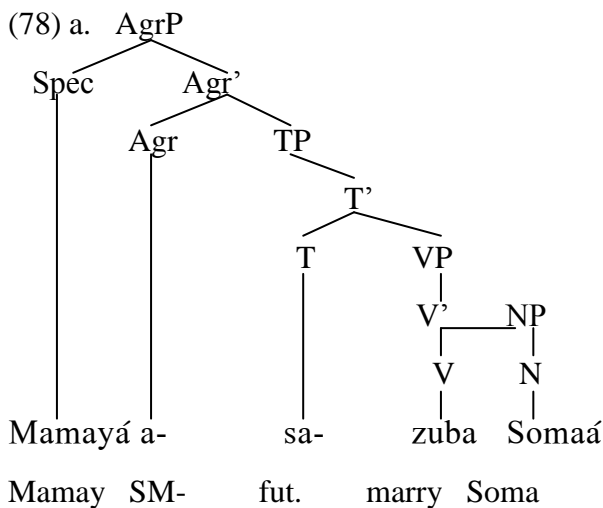 (78) a. AgrP
Spec Agr’
Agr TP
T’
T VP
V’ NP
V N
Mamayá a- sa- zuba Somaá
Mamay SM- fut. marry Soma